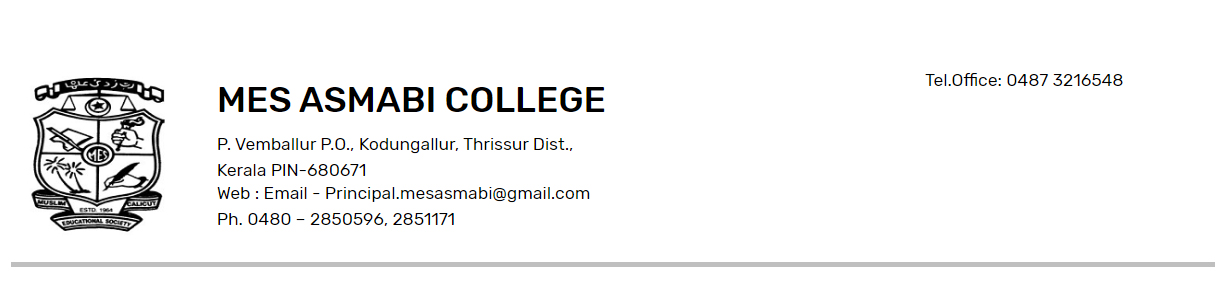 MES ASMABI COLLEGE
P. Vemballur P.O., Kodungallur, Thrissur Dist.,
Kerala PIN-680671
Web : Email - Principal.mesasmabi@gmail.com
Ph. 0480 – 2850596, 2851171
Tel.Office: 0487 3216548
MES
MUSLIM
CALICUT
ESTD. 1964
EDUCATIONAL SOCIETY